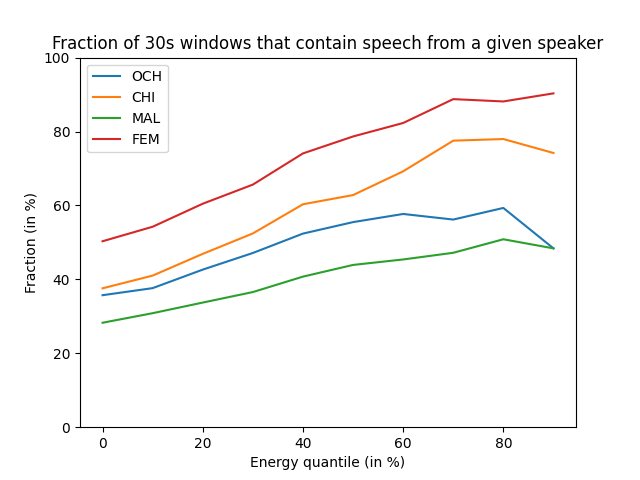 Fraction of 30s windows that contain speech from a given speaker
OCH
CHI
MAL
FEM
100
80
60
40
20
0
Fraction (in %)
0 20 40 60 80
Energy quantile (in %)